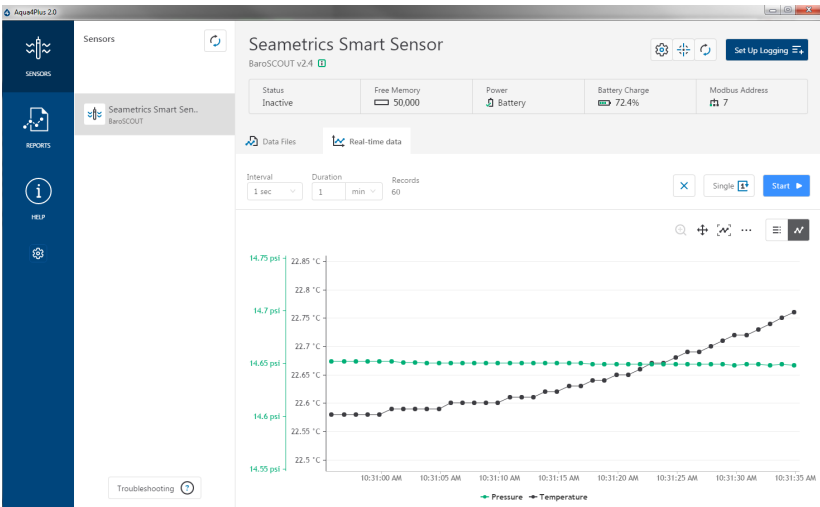 Aqua4Plus 2.0
SENSORS
REPORTS
HELP
Sensors
Seametrics Smart Sen..
BaroSCOUT
Troubleshooting
Seametrics Smart Sensor
BaroSCOUT v2.4
Set Up Logging
Status
Inactive
Free Memory
50,000
Power
Battery
Battery Charge
72.4%
Modbus Address
7
Data Files
Real-time data
Interval
1 sec
Duration
1 min
Records
60
Single
Start
14.75 psi
14.7 psi
14.65 psi
14.6 psi
14.55 psi
22.85 °C
22.8 °C
22.75 °C
22.7 °C
22.65 °C
22.6 °C
22.55 °C
22.5 °C
10:31:00 AM 10:31:05 AM 10:31:10 AM 10:31:15 AM 10:31:20 AM 10:31:25 AM 10:31:30 AM 10:31:35 AM
Pressure Temperature